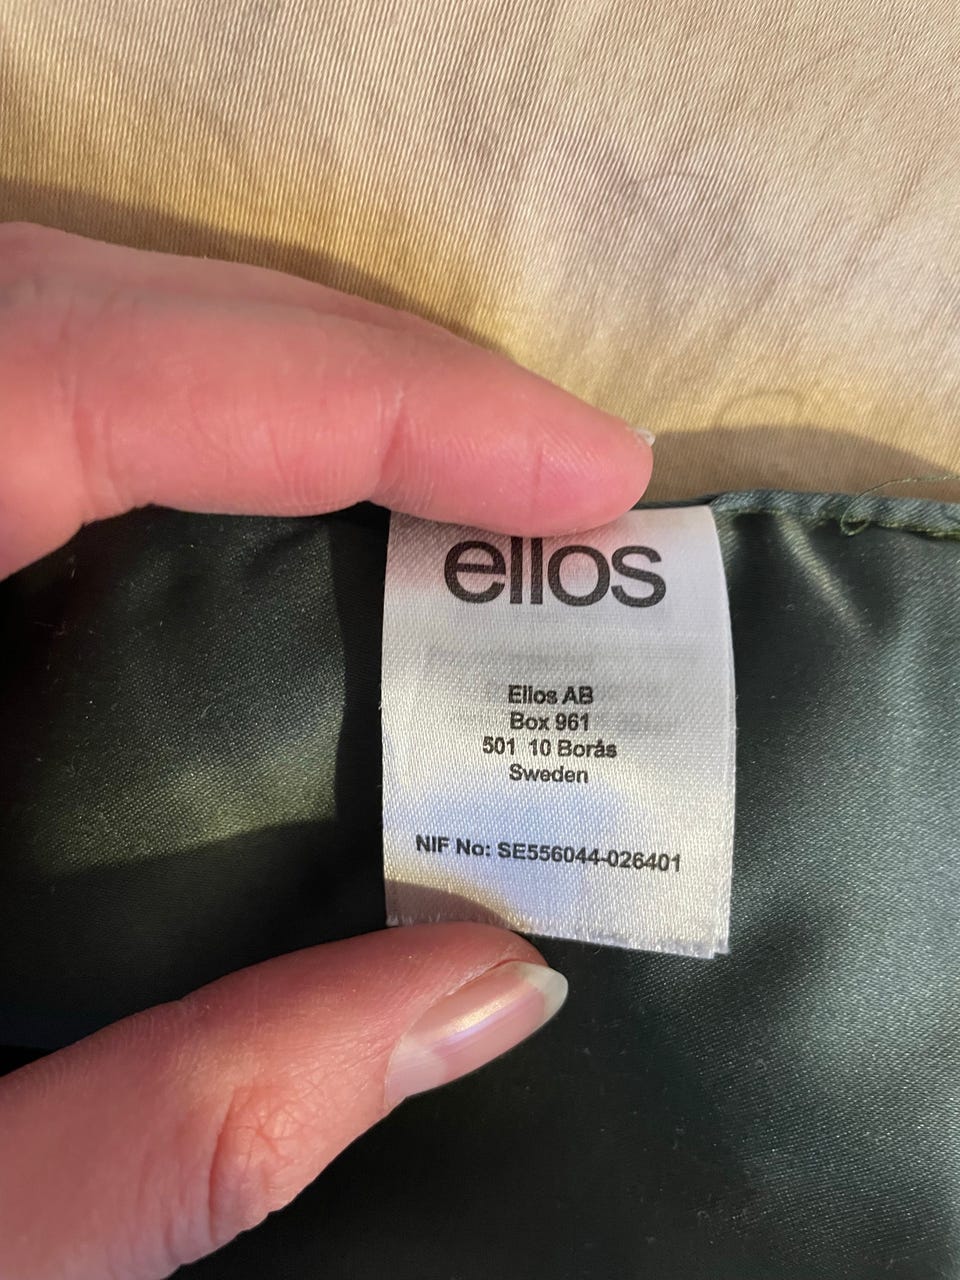 ellos
Ellos AB
Box 961
501 10 Borås
Sweden
NIF No: SE556044-026401